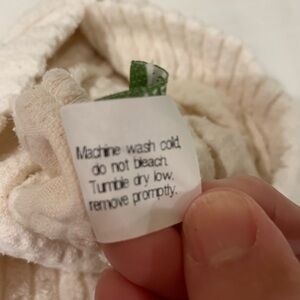 Machine wash cold,
do not bleach.
Tumble dry low,
remove promptly.